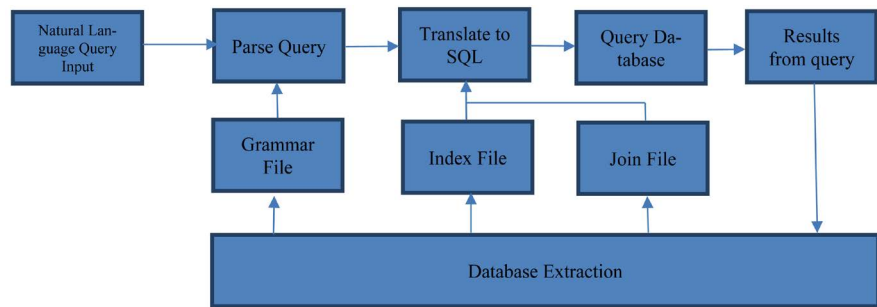 Natural Lan-
guage Query
Input
Parse Query
Translate to
SQL
Query Da-
tabase
Results
from query
Grammar
File
Index File
Join File
Database Extraction